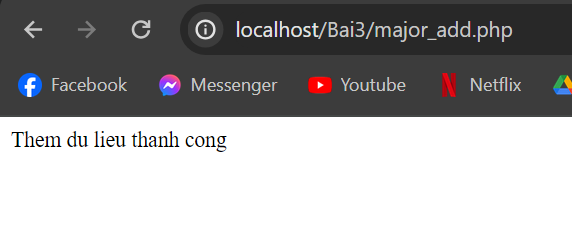 localhost/Bai3/major_add.php
Facebook Messenger Youtube Netflix
Them du lieu thanh cong